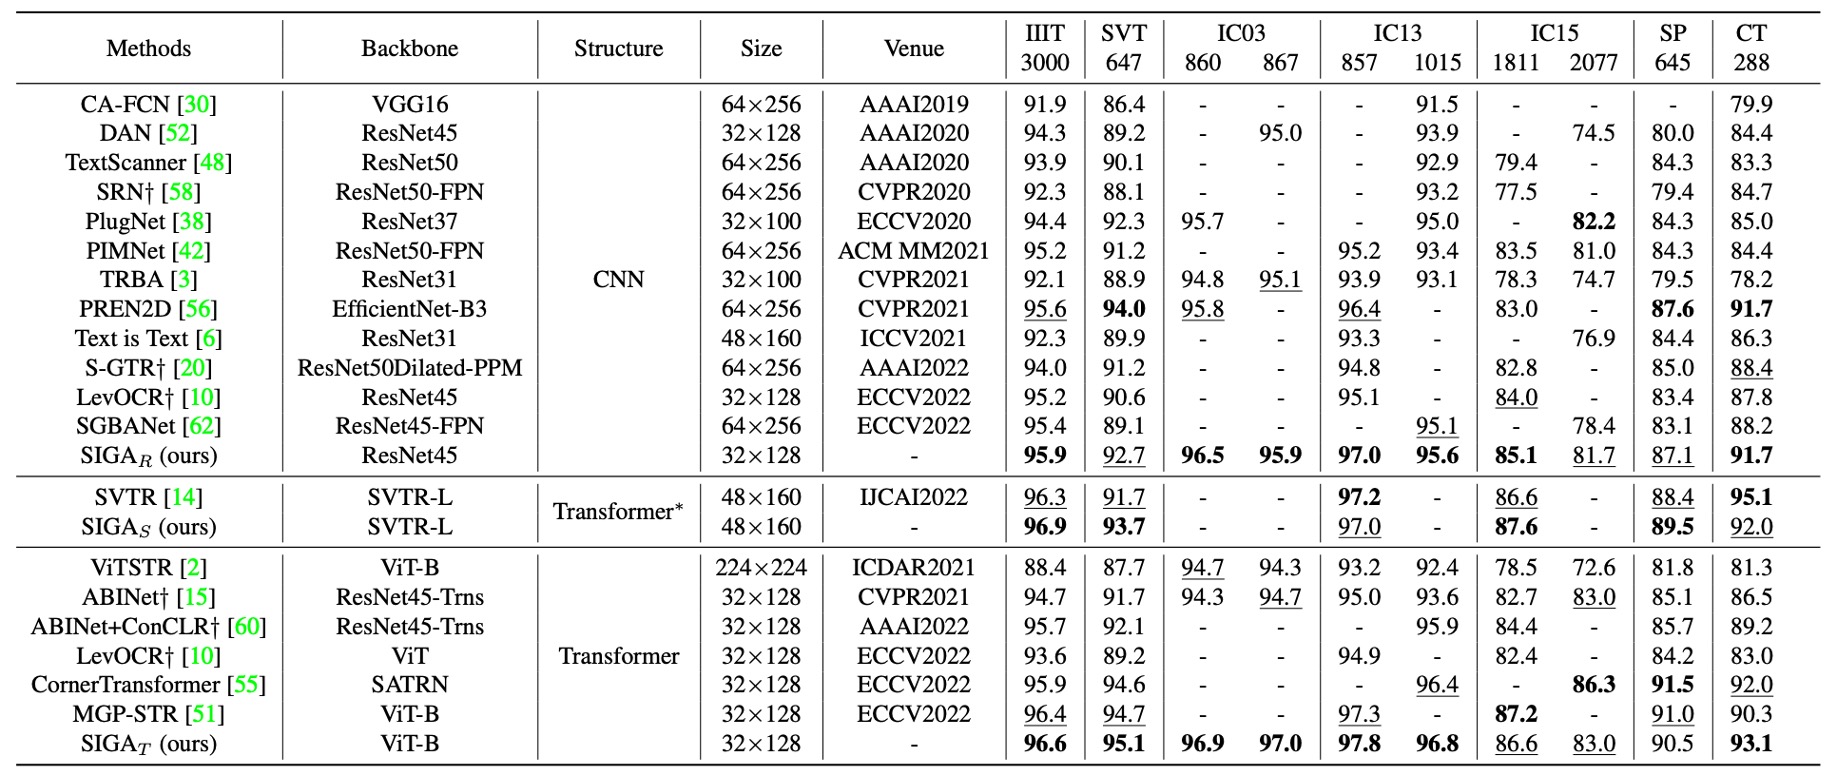 Methods Backbone Structure Size Venue IIIT SVT IC03 IC13 IC15 SP CT
3000 647 860 867 857 1015 1811 2077 645 288
CA-FCN [30] VGG16 64×256 AAAI2019 91.9 86.4 - - - 91.5 - - - 79.9
DAN [52] ResNet45 32×128 AAAI2020 94.3 89.2 - 95.0 - 93.9 - 74.5 80.0 84.4
TextScanner [48] ResNet50 64×256 AAAI2020 93.9 90.1 - - - 92.9 79.4 - 84.3 83.3
SRN† [58] ResNet50-FPN 64×256 CVPR2020 92.3 88.1 - - - 93.2 77.5 - 79.4 84.7
PlugNet [38] ResNet37 32×100 ECCV2020 94.4 92.3 95.7 - - 95.0 - 82.2 84.3 85.0
PIMNet [42] ResNet50-FPN 64×256 ACM MM2021 95.2 91.2 - - 95.2 93.4 83.5 81.0 84.3 84.4
TRBA [3] ResNet31 CNN 32×100 CVPR2021 92.1 88.9 94.8 95.1 93.9 93.1 78.3 74.7 79.5 78.2
PREN2D [56] EfficientNet-B3 64×256 CVPR2021 95.6 94.0 95.8 - 96.4 - 83.0 - 87.6 91.7
Text is Text [6] ResNet31 48×160 ICCV2021 92.3 89.9 - - 93.3 - - 76.9 84.4 86.3
S-GTR† [20] ResNet50Dilated-PPM 64×256 AAAI2022 94.0 91.2 - - 94.8 - 82.8 - 85.0 88.4
LevOCR† [10] ResNet45 32×128 ECCV2022 95.2 90.6 - - 95.1 - 84.0 - 83.4 87.8
SGBANet [62] ResNet45-FPN 64×256 ECCV2022 95.4 89.1 - - - 95.1 - 78.4 83.1 88.2
SIGA_R (ours) ResNet45 32×128 - 95.9 92.7 96.5 95.9 97.0 95.6 85.1 81.7 87.1 91.7
SVTR [14] SVTR-L Transformer* 48×160 IJCAI2022 96.3 91.7 - - 97.2 - 86.6 - 88.4 95.1
SIGA_S (ours) SVTR-L 48×160 - 96.9 93.7 - - 97.0 - 87.6 - 89.5 92.0
ViTSTR [2] ViT-B 224×224 ICDAR2021 88.4 87.7 94.7 94.3 93.2 92.4 78.5 72.6 81.8 81.3
ABINet† [15] ResNet45-Trns 32×128 CVPR2021 94.7 91.7 94.3 94.7 95.0 93.6 82.7 83.0 85.1 86.5
ABINet+ConCLR† [60] ResNet45-Trns 32×128 AAAI2022 95.7 92.1 - - - 95.9 84.4 - 85.7 89.2
LevOCR† [10] ViT Transformer 32×128 ECCV2022 93.6 89.2 - - 94.9 - 82.4 - 84.2 83.0
CornerTransformer [55] SATRN 32×128 ECCV2022 95.9 94.6 - - - 96.4 - 86.3 91.5 92.0
MGP-STR [51] ViT-B 32×128 ECCV2022 96.4 94.7 - - 97.3 - 87.2 - 91.0 90.3
SIGA_T (ours) ViT-B 32×128 - 96.6 95.1 96.9 97.0 97.8 96.8 86.6 83.0 90.5 93.1